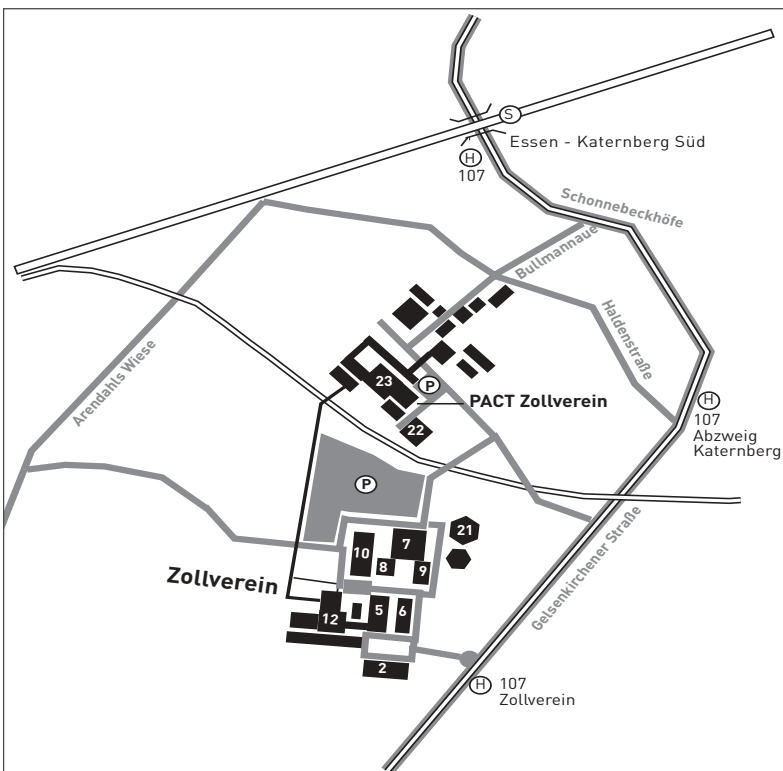 S
Essen - Katernberg Süd
H
107
Schonnebeckhöfe
Bullmannaue
Haldenstraße
Arendahls Wiese
23
P
PACT Zollverein
22
H
107
Abzweig
Katernberg
P
21
7
10
8
9
Gelsenkirchener Straße
Zollverein
12
5
6
2
H
107
Zollverein